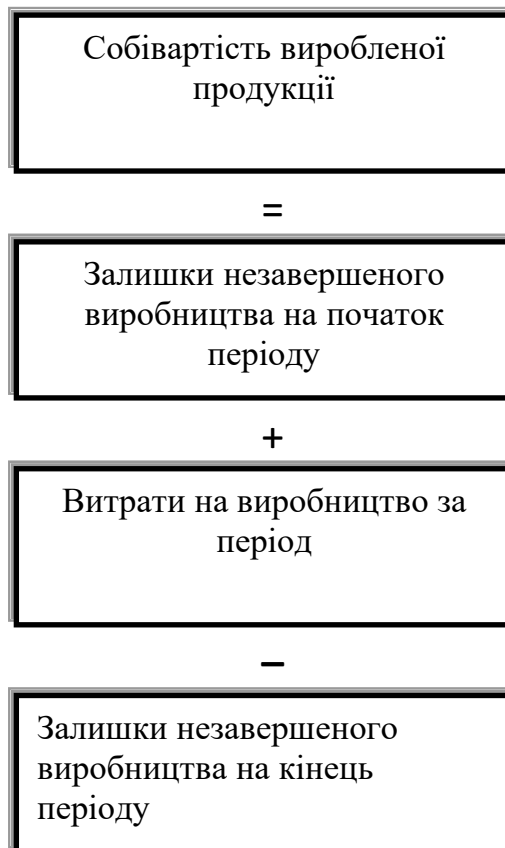 Собівартість виробленої
продукції
=
Залишки незавершеного
виробництва на початок
періоду
+
Витрати на виробництво за
період
–
Залишки незавершеного
виробництва на кінець
періоду